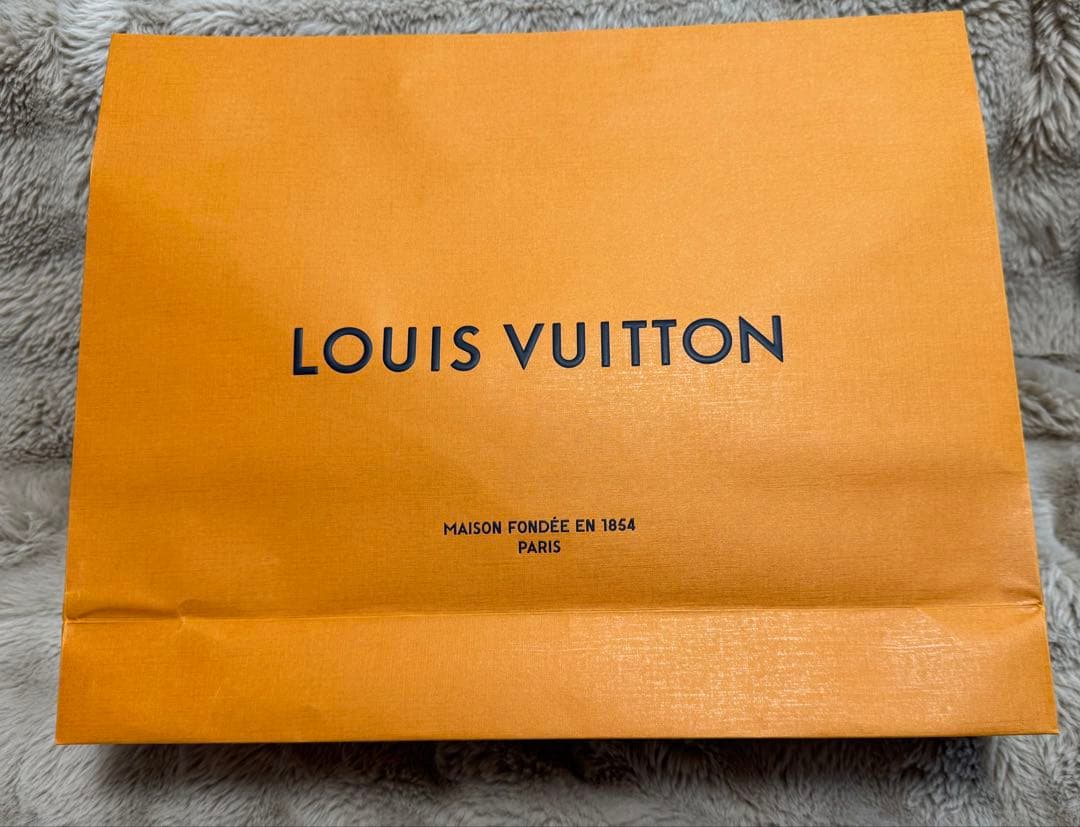 LOUIS VUITTON
MAISON FONDÉE EN 1854
PARIS